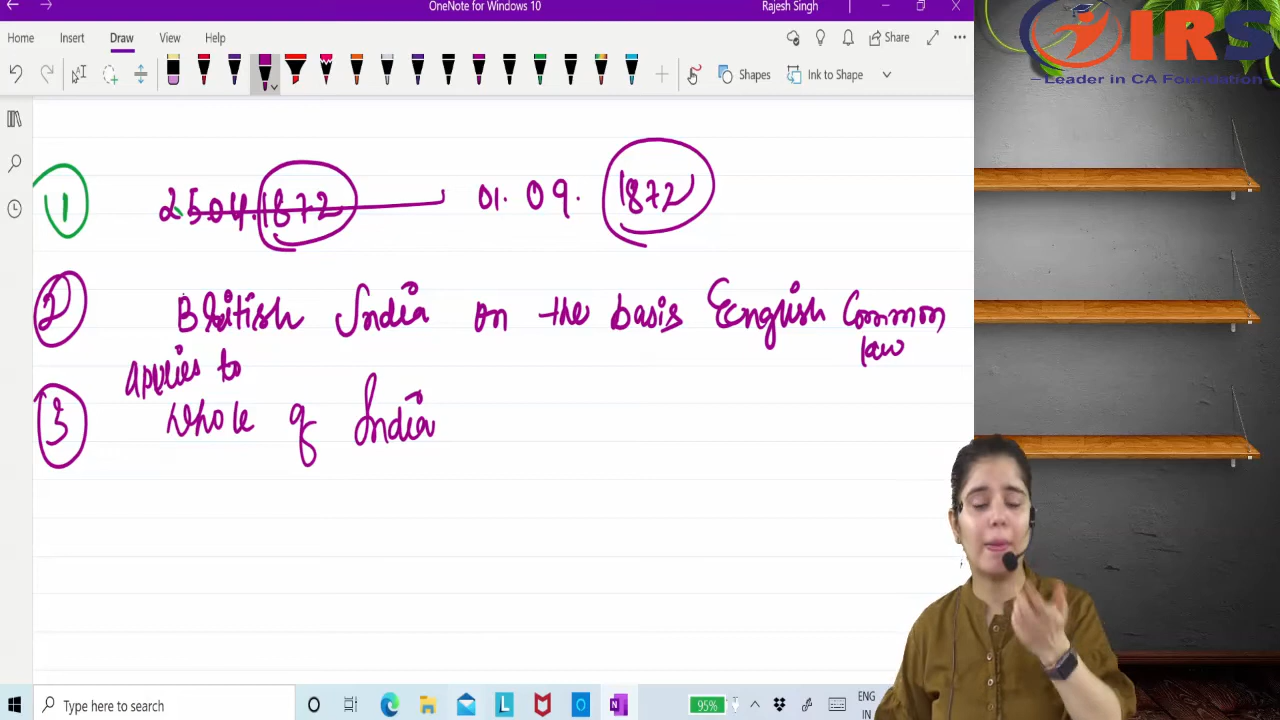 OneNote for Windows 10
Rajesh Singh
Home Insert Draw View Help
Share
Shapes
Ink to Shape
IRS
Leader in CA Foundation
1 2504.1872 01.09.1872
2 British India on the basis English Common
law
applies to
3 whole of India
Type here to search
L
95%
ENG
IN